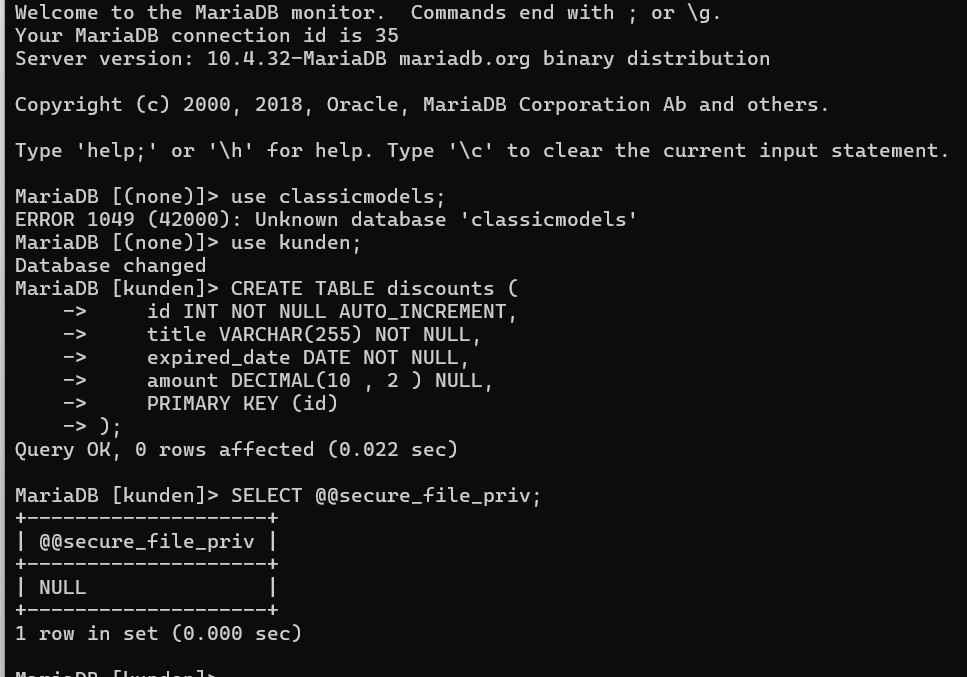 Welcome to the MariaDB monitor.  Commands end with ; or \g.
Your MariaDB connection id is 35
Server version: 10.4.32-MariaDB mariadb.org binary distribution

Copyright (c) 2000, 2018, Oracle, MariaDB Corporation Ab and others.

Type 'help;' or '\h' for help. Type '\c' to clear the current input statement.

MariaDB [(none)]> use classicmodels;
ERROR 1049 (42000): Unknown database 'classicmodels'
MariaDB [(none)]> use kunden;
Database changed
MariaDB [kunden]> CREATE TABLE discounts (
    ->     id INT NOT NULL AUTO_INCREMENT,
    ->     title VARCHAR(255) NOT NULL,
    ->     expired_date DATE NOT NULL,
    ->     amount DECIMAL(10 , 2 ) NULL,
    ->     PRIMARY KEY (id)
    -> );
Query OK, 0 rows affected (0.022 sec)

MariaDB [kunden]> SELECT @@secure_file_priv;
+--------------------+
| @@secure_file_priv |
+--------------------+
| NULL               |
+--------------------+
1 row in set (0.000 sec)

MariaDB [kunden]>